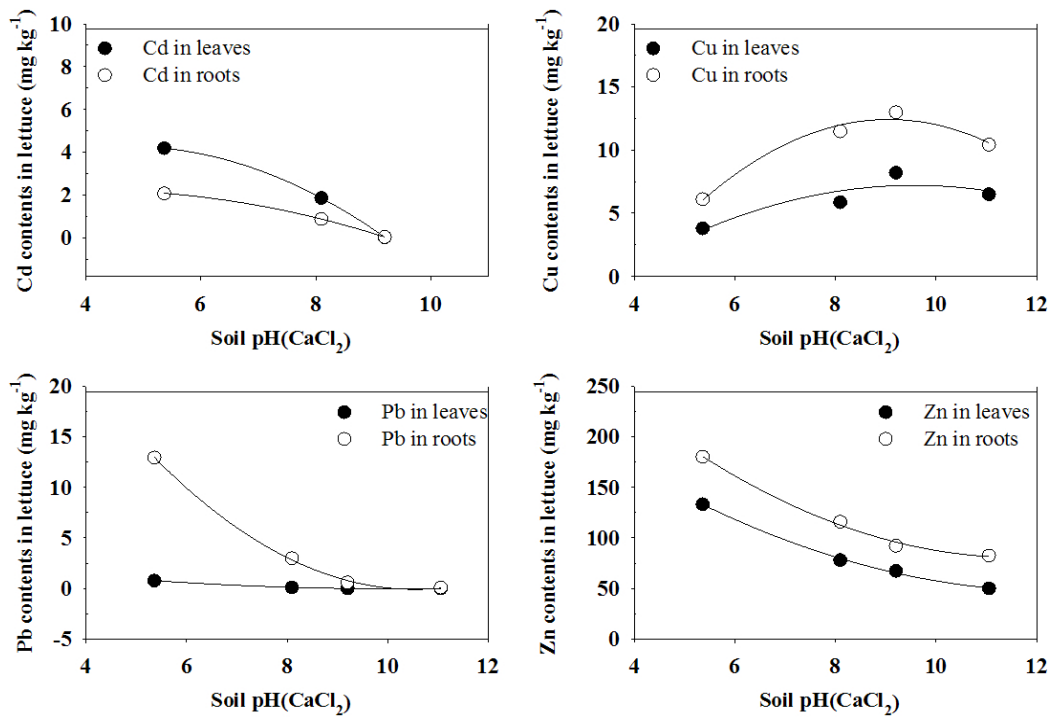 Cd contents in lettuce (mg kg⁻¹)
10
8
6
4
2
0
Cd in leaves
Cd in roots
4
6
8
10
Soil pH(CaCl₂)
Cu contents in lettuce (mg kg⁻¹)
20
15
10
5
0
Cu in leaves
Cu in roots
4
6
8
10
12
Soil pH(CaCl₂)
Pb contents in lettuce (mg kg⁻¹)
20
15
10
5
0
-5
Pb in leaves
Pb in roots
4
6
8
10
12
Soil pH(CaCl₂)
Zn contents in lettuce (mg kg⁻¹)
250
200
150
100
50
0
Zn in leaves
Zn in roots
4
6
8
10
12
Soil pH(CaCl₂)